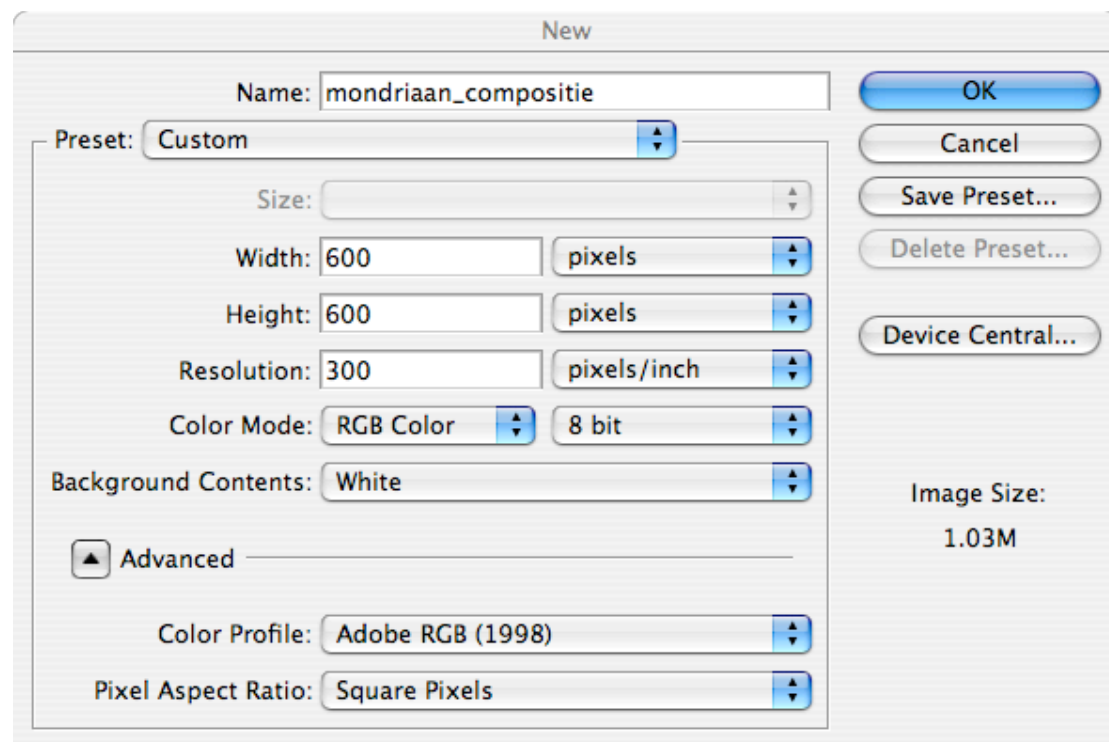 New
Name: mondriaan_compositie
OK
Preset: Custom
Cancel
Size:
Save Preset...
Width: 600 pixels
Delete Preset...
Height: 600 pixels
Device Central...
Resolution: 300 pixels/inch
Color Mode: RGB Color 8 bit
Background Contents: White
Image Size:
1.03M
Advanced
Color Profile: Adobe RGB (1998)
Pixel Aspect Ratio: Square Pixels